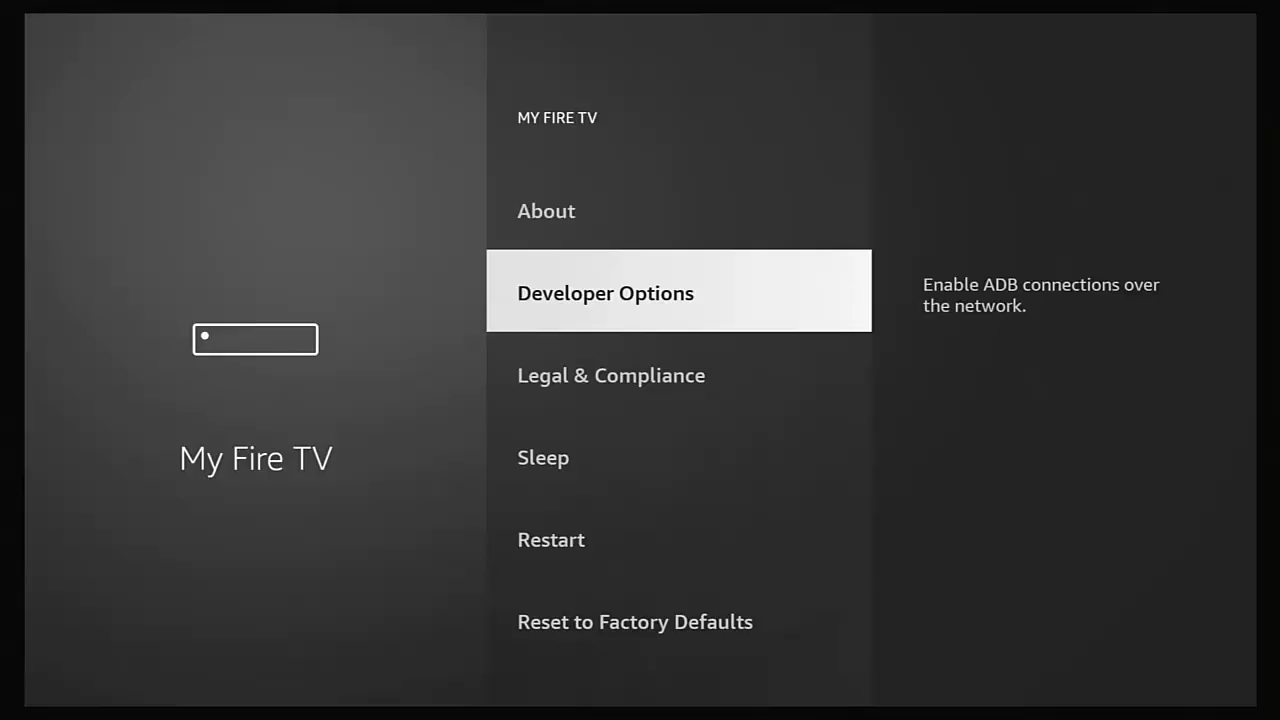 MY FIRE TV
About
Developer Options
Enable ADB connections over
the network.
Legal & Compliance
Sleep
My Fire TV
Restart
Reset to Factory Defaults